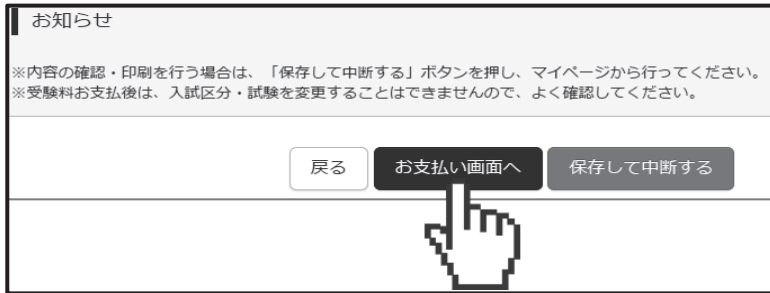 お知らせ
※内容の確認・印刷を行う場合は、「保存して中断する」ボタンを押し、マイページから行ってください。
※受験料お支払後は、入試区分・試験を変更することはできませんので、よく確認してください。
戻る
お支払い画面へ
保存して中断する